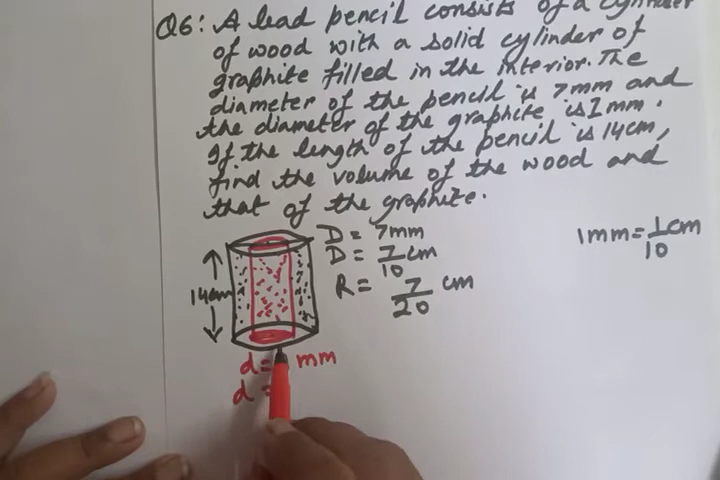 Q6: A lead pencil consists of a cylinder
of wood with a solid cylinder of
graphite filled in the interior. The
diameter of the pencil is 7mm and
the diameter of the graphite is 1mm.
If the length of the pencil is 14cm,
find the volume of the wood and
that of the graphite.
D = 7mm
1mm = 1/10 cm
D = 7/10 cm
14cm
R = 7/20 cm
d = mm
d =